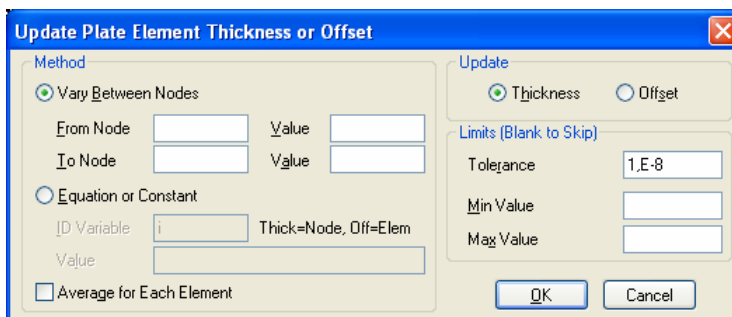 Update Plate Element Thickness or Offset
Method
Vary Between Nodes
From Node Value
To Node Value
Equation or Constant
ID Variable i Thick=Node, Off=Elem
Value
Average for Each Element
Update
Thickness Offset
Limits (Blank to Skip)
Tolerance 1,E-8
Min Value
Max Value
OK Cancel